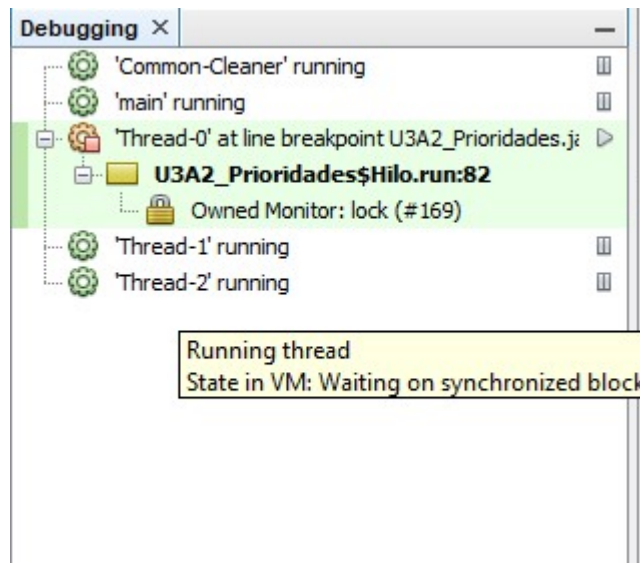 Debugging
'Common-Cleaner' running
'main' running
'Thread-0' at line breakpoint U3A2_Prioridades.ja
U3A2_Prioridades$Hilo.run:82
Owned Monitor: lock (#169)
'Thread-1' running
'Thread-2' running
Running thread
State in VM: Waiting on synchronized block